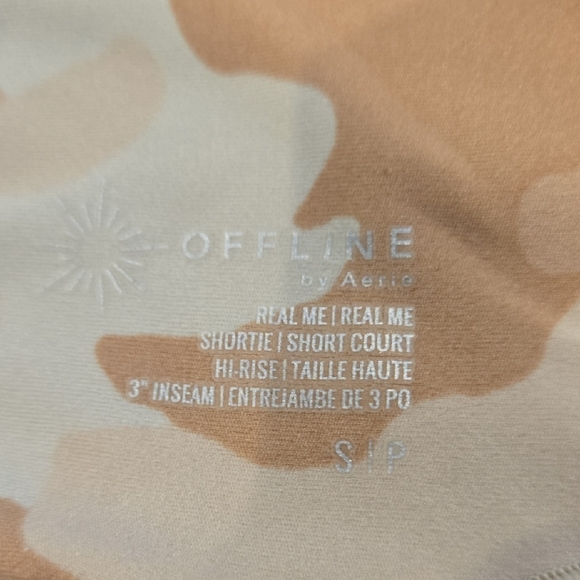 OFFLINE
by Aerie
REAL ME | REAL ME
SHORTIE | SHORT COURT
HI-RISE | TAILLE HAUTE
3" INSEAM | ENTREJAMBE DE 3 PO
S | P